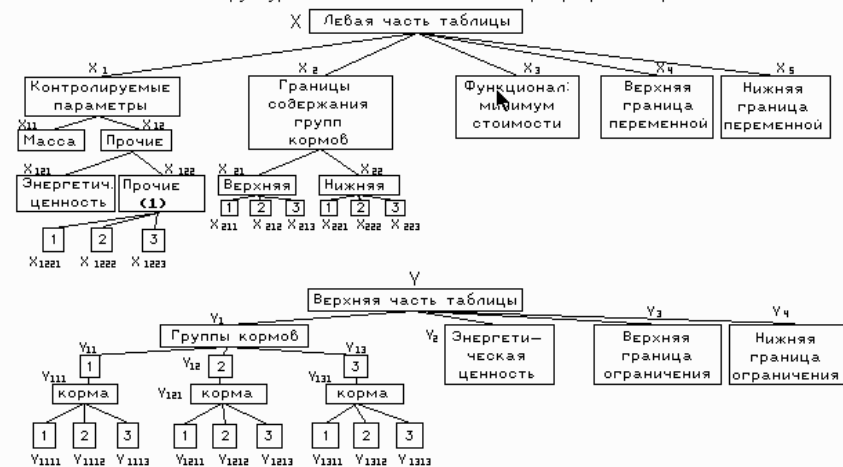 X Левая часть таблицы
X1 X2 X3 X4 X5
Контролируемые
параметры
Границы
содержания
групп
кормов
Функционал:
минимум
стоимости
Верхняя
граница
переменной
Нижняя
граница
переменной
X11 X12
Масса Прочие
X121 X122
Энергетич.
ценность
Прочие
(1)
1 2 3
X1221 X1222 X1223
X21 X22
Верхняя Нижняя
1 2 3 1 2 3
X211 X212 X213 X221 X222 X223
Y
Верхняя часть таблицы
Y1 Y2 Y3 Y4
Группы кормов
Энергети-
ческая
ценность
Верхняя
граница
ограничения
Нижняя
граница
ограничения
Y11 Y12 Y13
1 2 3
Y111 Y121 Y131
корма корма корма
1 2 3 1 2 3 1 2 3
Y1111 Y1112 Y1113 Y1211 Y1212 Y1213 Y1311 Y1312 Y1313